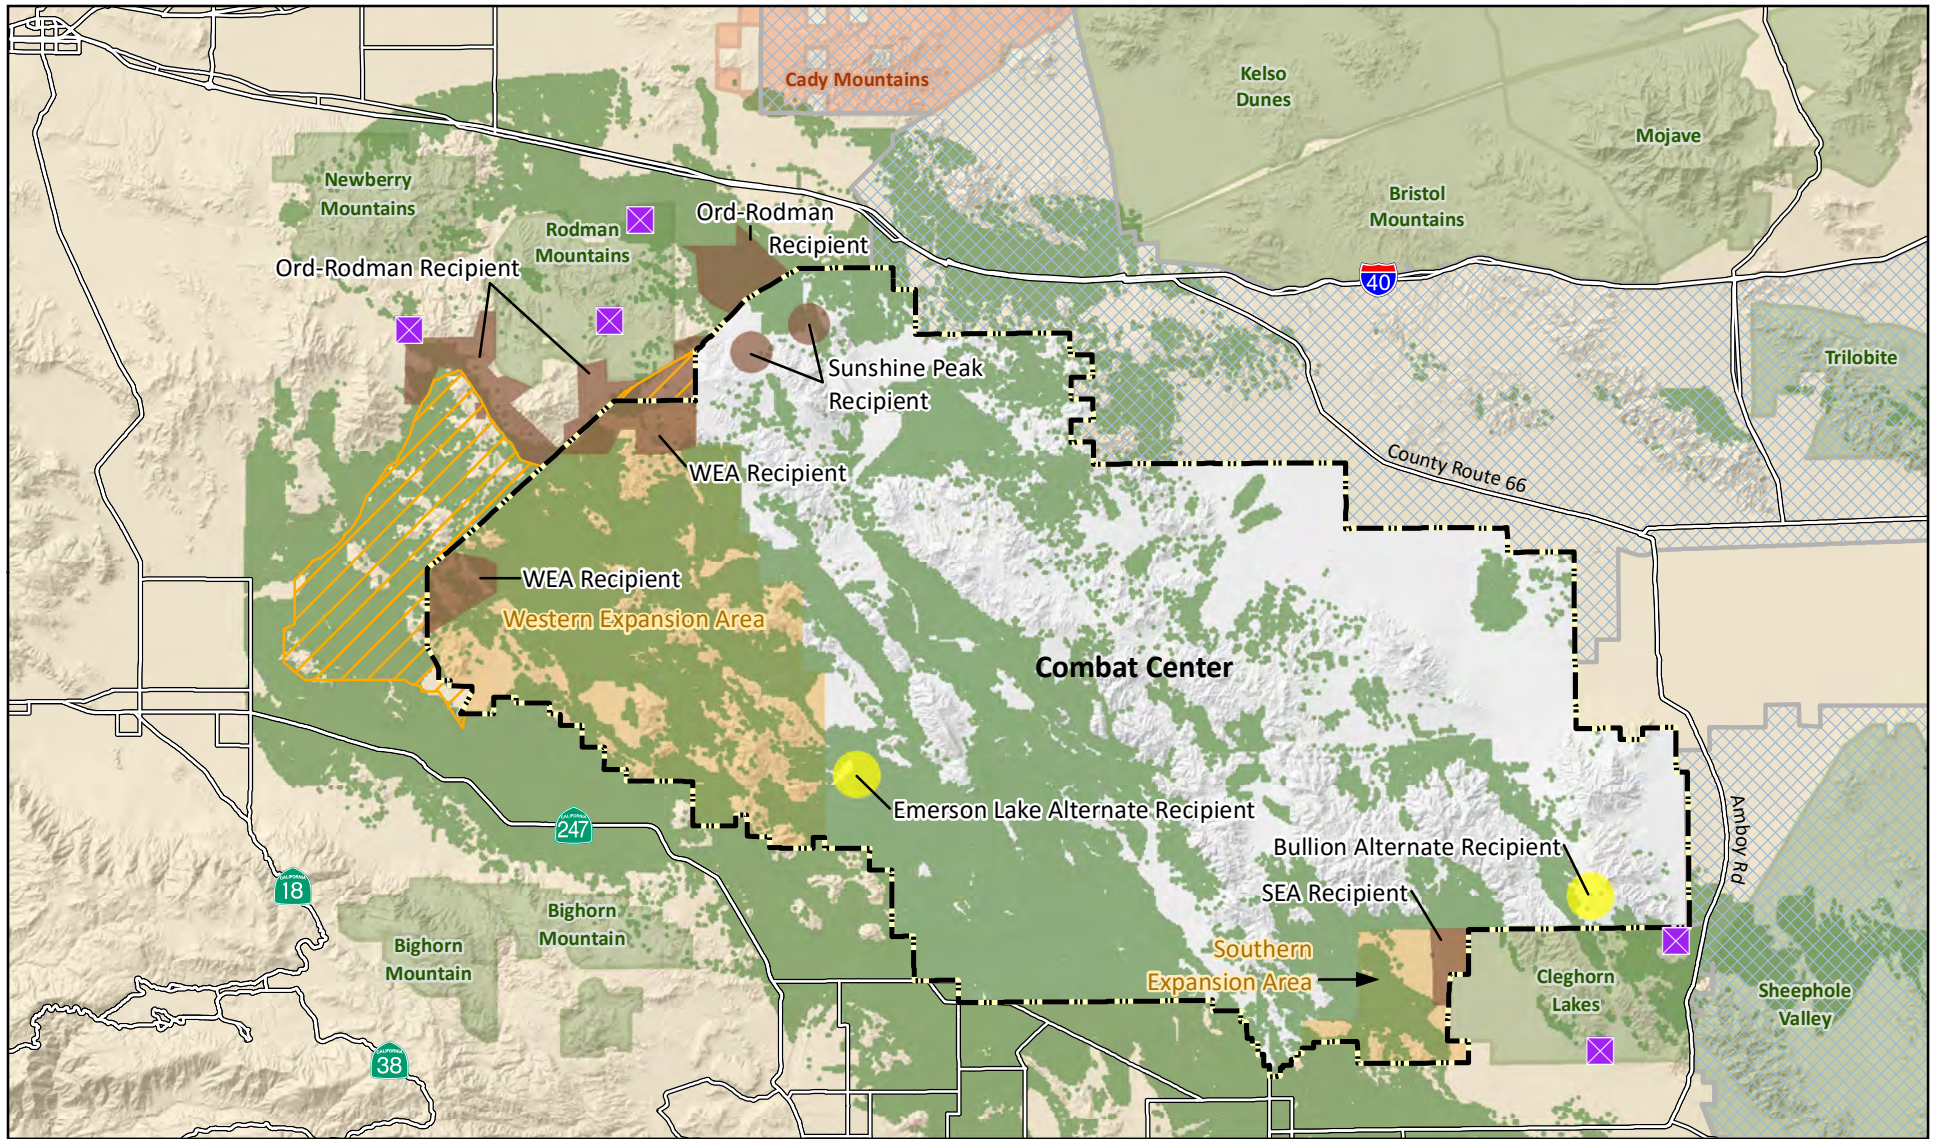 Cady Mountains
Kelso
Dunes
Mojave
Newberry
Mountains
Bristol
Mountains
Rodman
Mountains
Ord-Rodman
Recipient
Ord-Rodman Recipient
40
Sunshine Peak
Recipient
Trilobite
WEA Recipient
County Route 66
WEA Recipient
Western Expansion Area
Combat Center
Emerson Lake Alternate Recipient
CALIFORNIA
247
Bullion Alternate Recipient
Amboy Rd
CALIFORNIA
18
SEA Recipient
Bighorn
Mountain
Bighorn
Mountain
Southern
Expansion Area
Cleghorn
Lakes
Sheephole
Valley
CALIFORNIA
38